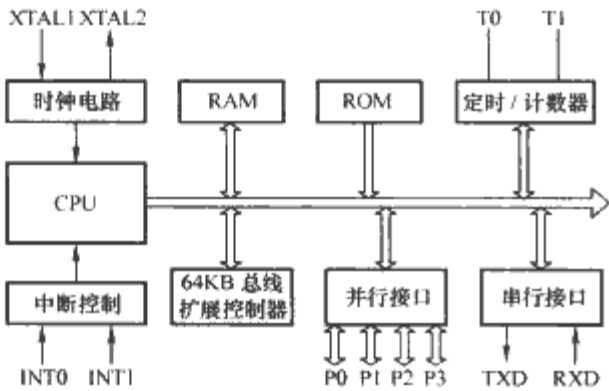 XTAL1 XTAL2 T0 T1
时钟电路 RAM ROM 定时/计数器
CPU
中断控制
64KB 总线
扩展控制器
并行接口 串行接口
INT0 INT1 P0 P1 P2 P3 TXD RXD